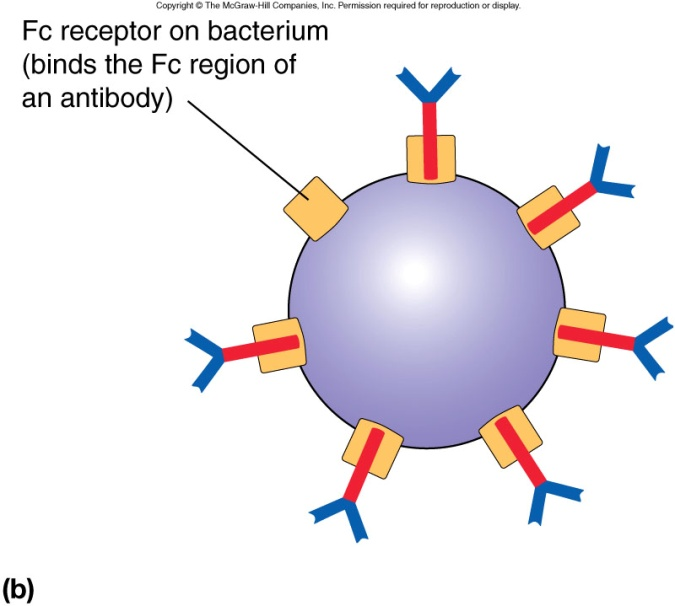 Copyright © The McGraw-Hill Companies, Inc. Permission required for reproduction or display.
Fc receptor on bacterium
(binds the Fc region of
an antibody)
(b)